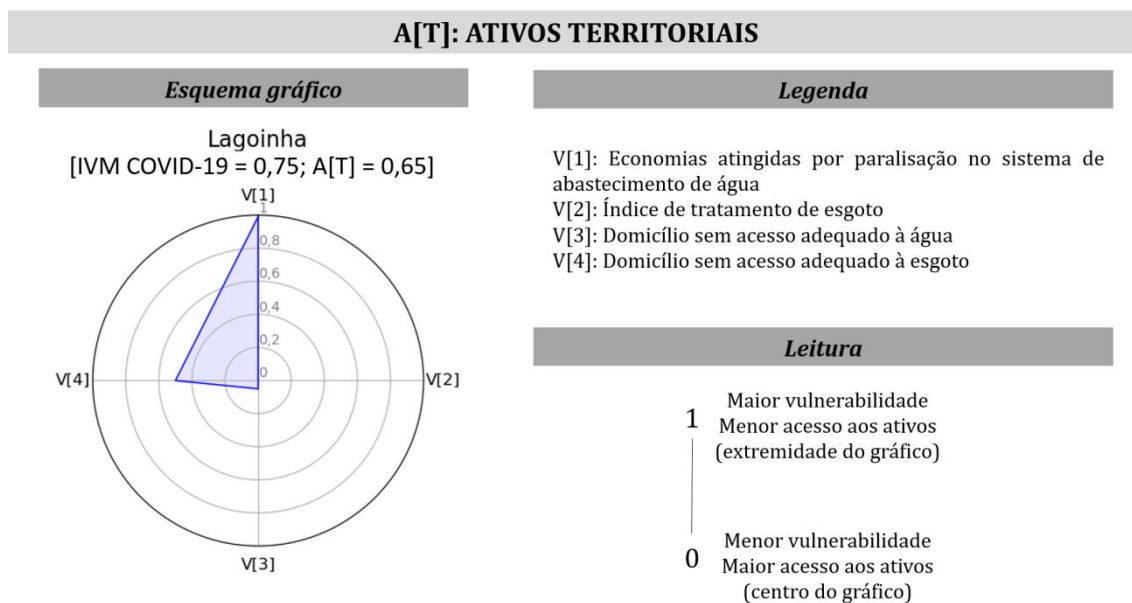 A[T]: ATIVOS TERRITORIAIS
Esquema gráfico
Lagoinha
[IVM COVID-19 = 0,75; A[T] = 0,65]
V[1]
1
0,8
0,6
0,4
0,2
0
V[4]
V[2]
V[3]
Legenda
V[1]: Economias atingidas por paralisação no sistema de
abastecimento de água
V[2]: Índice de tratamento de esgoto
V[3]: Domicílio sem acesso adequado à água
V[4]: Domicílio sem acesso adequado à esgoto
Leitura
1
Maior vulnerabilidade
Menor acesso aos ativos
(extremidade do gráfico)
0
Menor vulnerabilidade
Maior acesso aos ativos
(centro do gráfico)